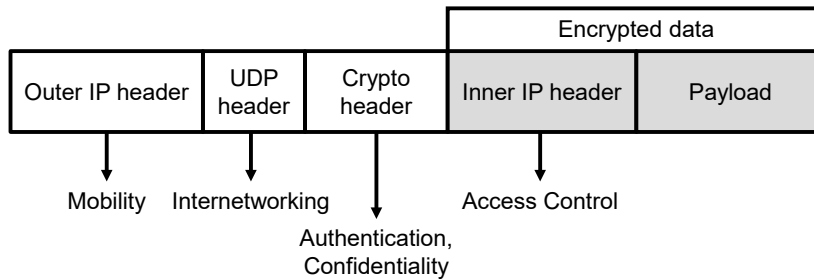 Encrypted data
Outer IP header
UDP
header
Crypto
header
Inner IP header
Payload
Mobility
Internetworking
Access Control
Authentication,
Confidentiality